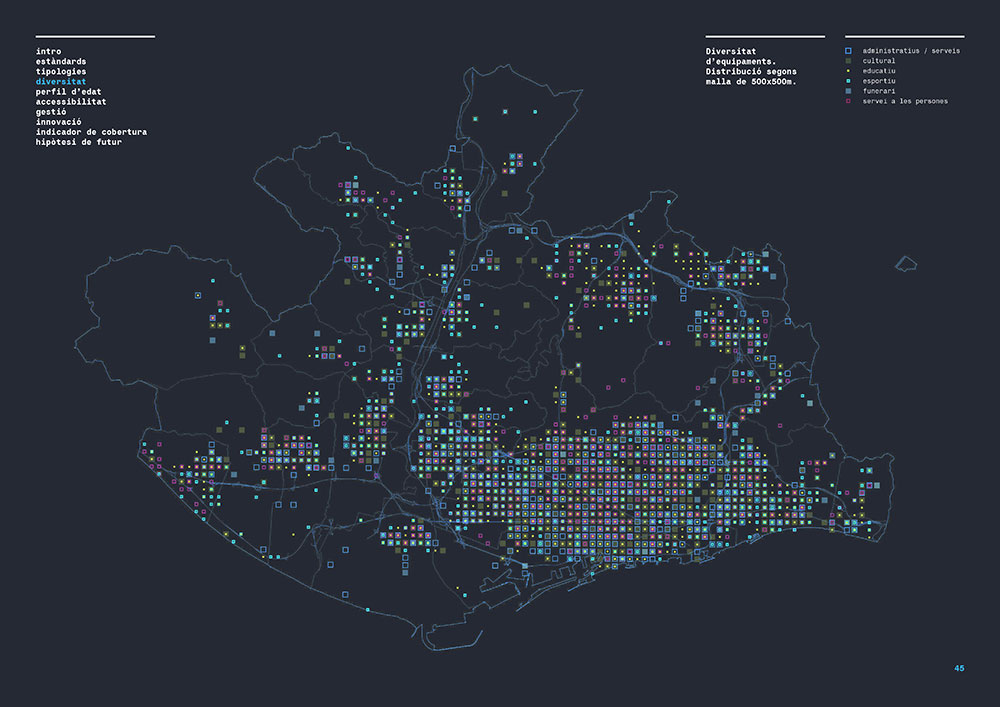 intro
estàndards
tipologies
diversitat
perfil d'edat
accessibilitat
gestió
innovació
indicador de cobertura
hipòtesi de futur
Diversitat
d'equipaments.
Distribució segons
malla de 500x500m.
administratius / serveis
cultural
educatiu
esportiu
funerari
servei a les persones
45